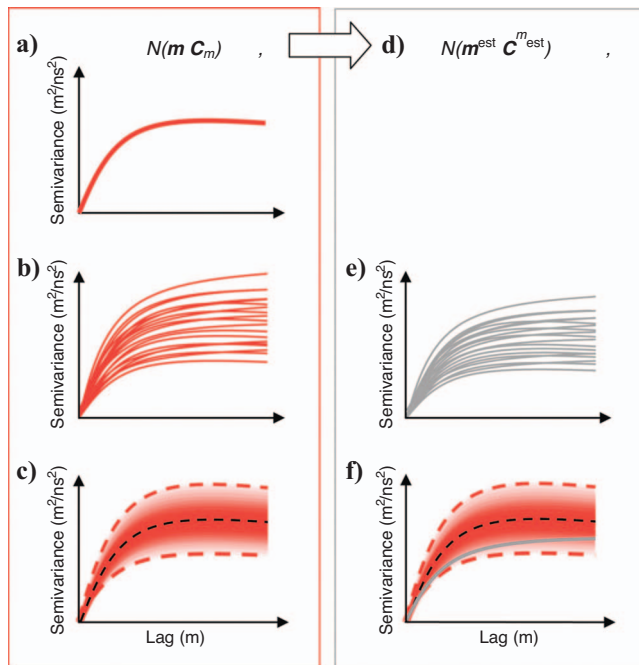 a) N(m C_m) , d) N(m^est C^m_est) ,
Semivariance (m²/ns²)
b) e)
Semivariance (m²/ns²) Semivariance (m²/ns²)
c) f)
Semivariance (m²/ns²) Semivariance (m²/ns²)
Lag (m) Lag (m)